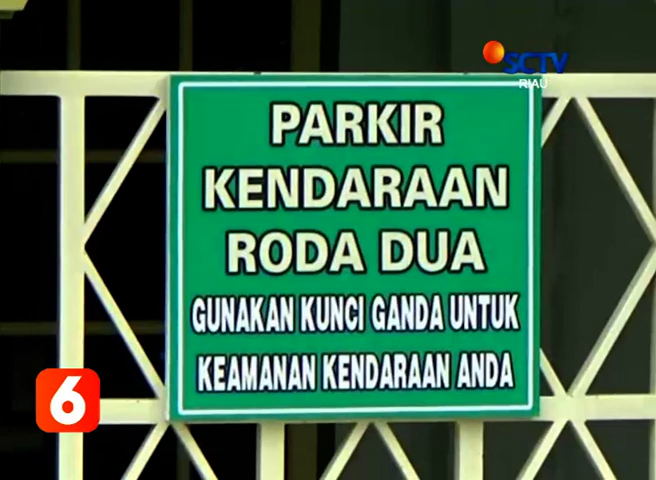 SCTV
RIAU
PARKIR
KENDARAAN
RODA DUA
GUNAKAN KUNCI GANDA UNTUK
KEAMANAN KENDARAAN ANDA
6